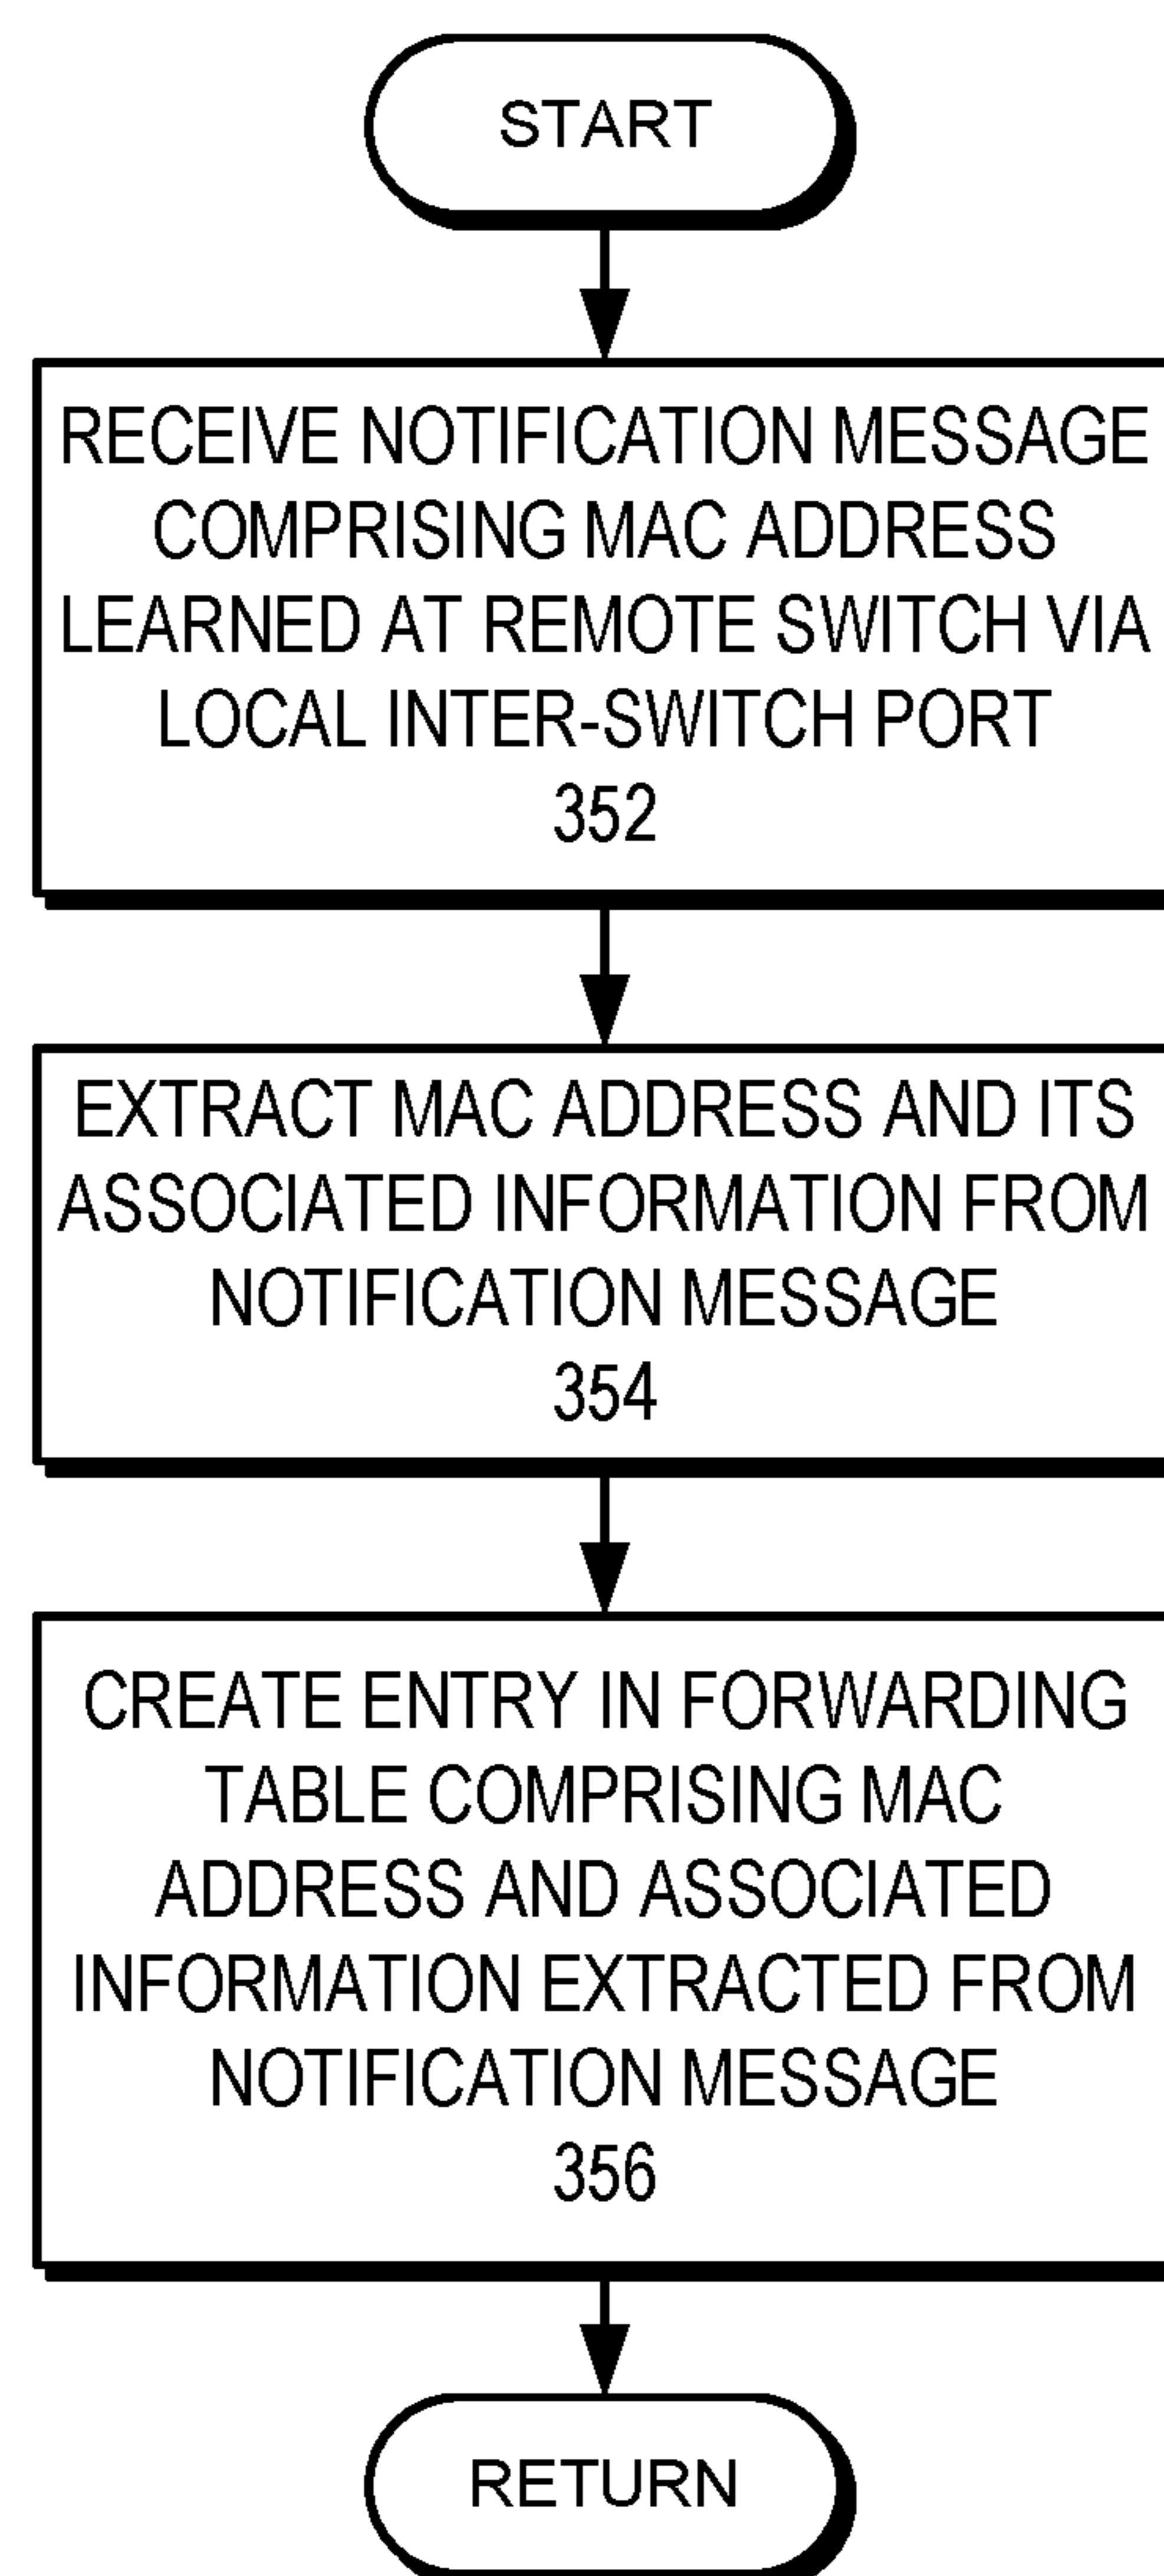 START
RECEIVE NOTIFICATION MESSAGE
COMPRISING MAC ADDRESS
LEARNED AT REMOTE SWITCH VIA
LOCAL INTER-SWITCH PORT
352
EXTRACT MAC ADDRESS AND ITS
ASSOCIATED INFORMATION FROM
NOTIFICATION MESSAGE
354
CREATE ENTRY IN FORWARDING
TABLE COMPRISING MAC
ADDRESS AND ASSOCIATED
INFORMATION EXTRACTED FROM
NOTIFICATION MESSAGE
356
RETURN